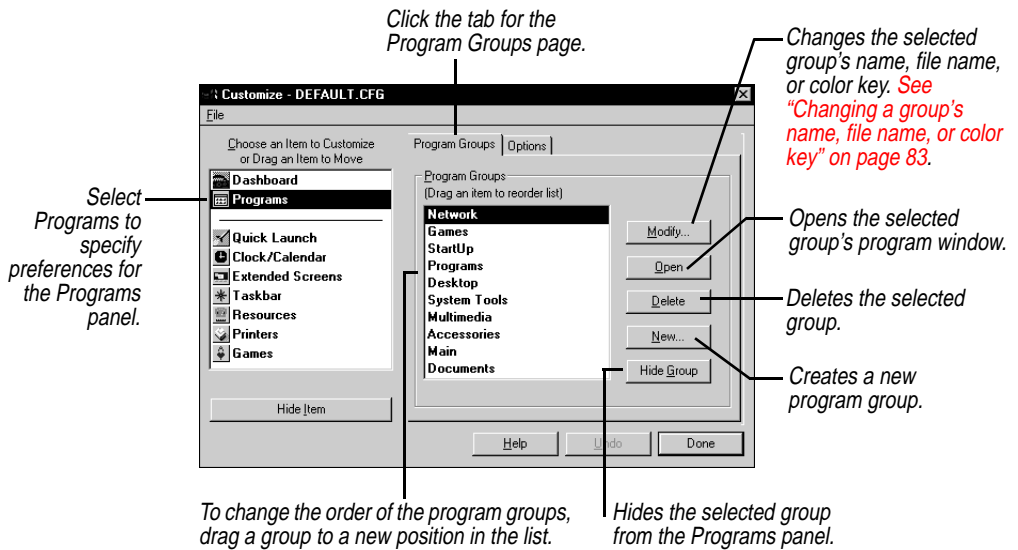 Click the tab for the
Program Groups page.
Changes the selected
group's name, file name,
or color key. See
"Changing a group's
name, file name, or color
key" on page 83.
Customize - DEFAULT.CFG
File
Choose an Item to Customize
or Drag an Item to Move
Dashboard
Programs
Quick Launch
Clock/Calendar
Extended Screens
Taskbar
Resources
Printers
Games
Hide Item
Program Groups
Options
Program Groups
(Drag an item to reorder list)
Network
Games
StartUp
Programs
Desktop
System Tools
Multimedia
Accessories
Main
Documents
Modify...
Open
Delete
New...
Hide Group
Help
Undo
Done
Select
Programs to
specify
preferences for
the Programs
panel.
Opens the selected
group's program window.
Deletes the selected
group.
Creates a new
program group.
To change the order of the program groups,
drag a group to a new position in the list.
Hides the selected group
from the Programs panel.